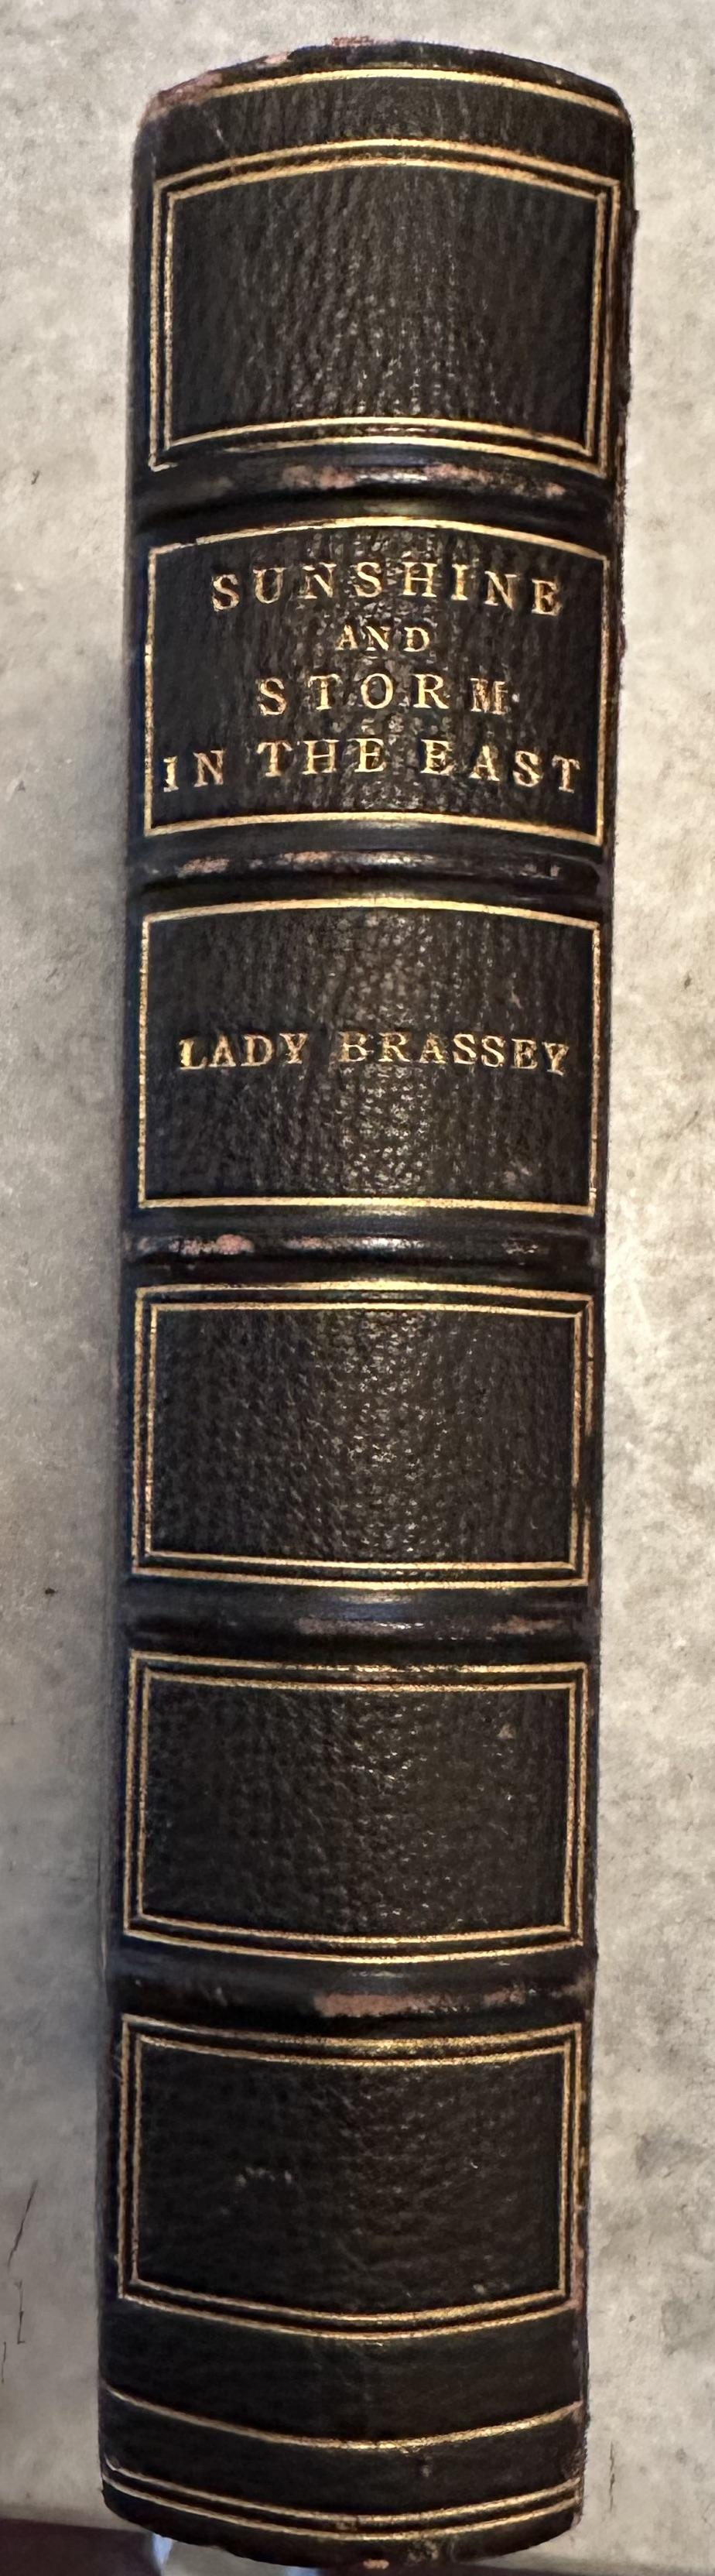 SUNSHINE
AND
STORM
IN THE EAST
LADY BRASSEY